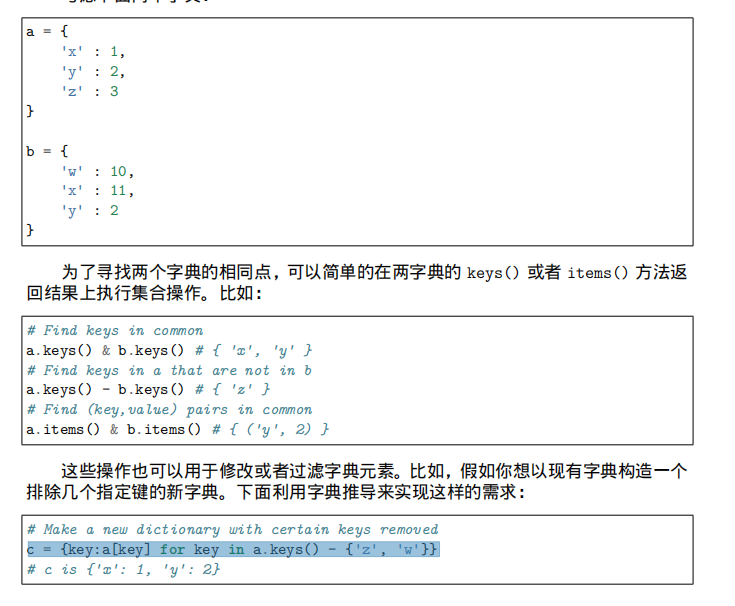 a = {
'x' : 1,
'y' : 2,
'z' : 3
}
b = {
'w' : 10,
'x' : 11,
'y' : 2
}
为了寻找两个字典的相同点，可以简单的在两字典的 keys() 或者 items() 方法返
回结果上执行集合操作。比如：
# Find keys in common
a.keys() & b.keys() # { 'x', 'y' }
# Find keys in a that are not in b
a.keys() - b.keys() # { 'z' }
# Find (key,value) pairs in common
a.items() & b.items() # { ('y', 2) }
这些操作也可以用于修改或者过滤字典元素。比如，假如你想以现有字典构造一个
排除几个指定键的新字典。下面利用字典推导来实现这样的需求：
# Make a new dictionary with certain keys removed
c = {key:a[key] for key in a.keys() - {'z', 'w'}}
# c is {'x': 1, 'y': 2}